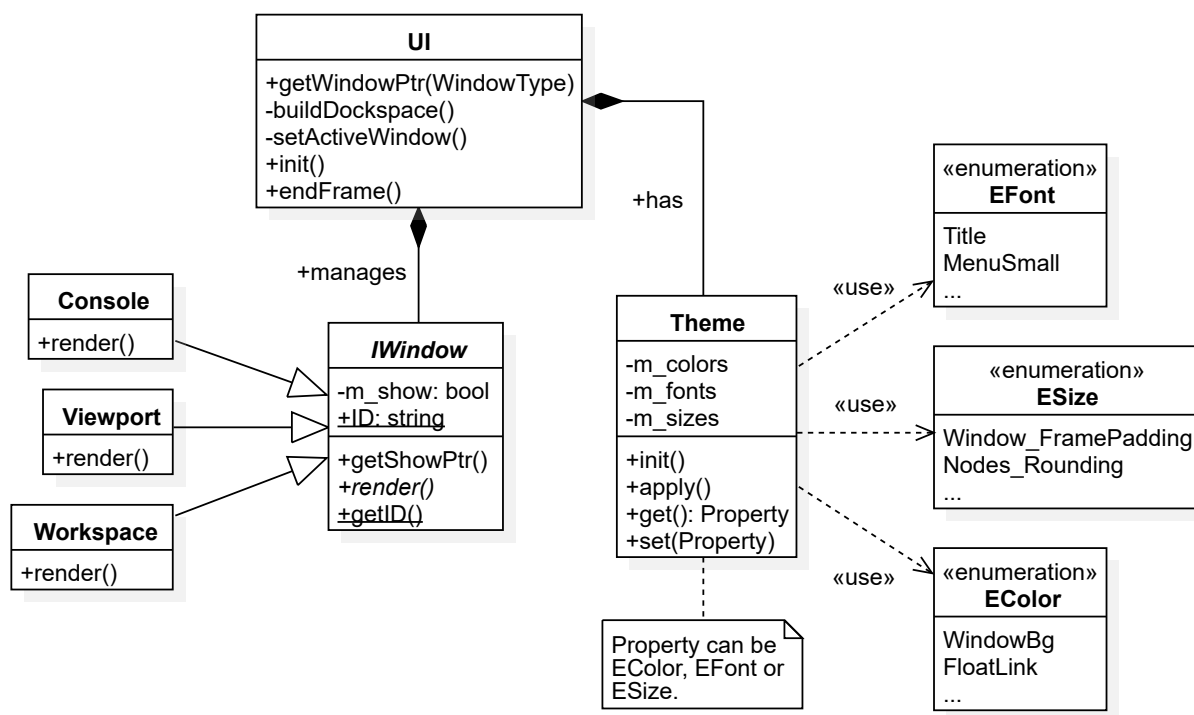 UI
+getWindowPtr(WindowType)
-buildDockspace()
-setActiveWindow()
+init()
+endFrame()
+has
+manages
Console
+render()
Viewport
+render()
Workspace
+render()
IWindow
-m_show: bool
+ID: string
+getShowPtr()
+render()
+getID()
Theme
-m_colors
-m_fonts
-m_sizes
+init()
+apply()
+get(): Property
+set(Property)
Property can be
EColor, EFont or
ESize.
«use»
«use»
«use»
«enumeration»
EFont
Title
MenuSmall
...
«enumeration»
ESize
Window_FramePadding
Nodes_Rounding
...
«enumeration»
EColor
WindowBg
FloatLink
...